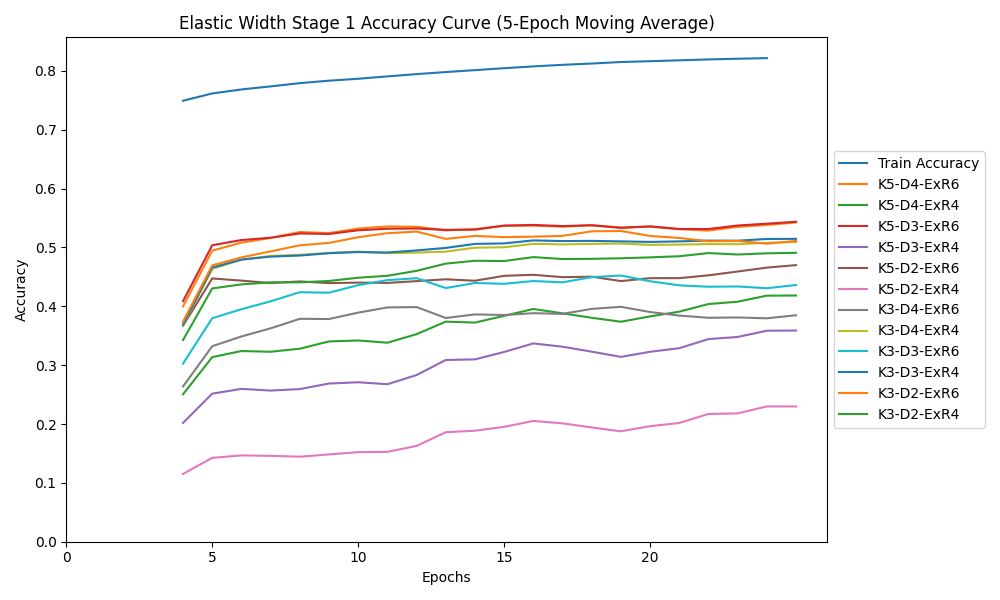 Elastic Width Stage 1 Accuracy Curve (5-Epoch Moving Average)
Accuracy
0.8
0.7
0.6
0.5
0.4
0.3
0.2
0.1
0.0
0 5 10 15 20
Epochs
Train Accuracy
K5-D4-ExR6
K5-D4-ExR4
K5-D3-ExR6
K5-D3-ExR4
K5-D2-ExR6
K5-D2-ExR4
K3-D4-ExR6
K3-D4-ExR4
K3-D3-ExR6
K3-D3-ExR4
K3-D2-ExR6
K3-D2-ExR4